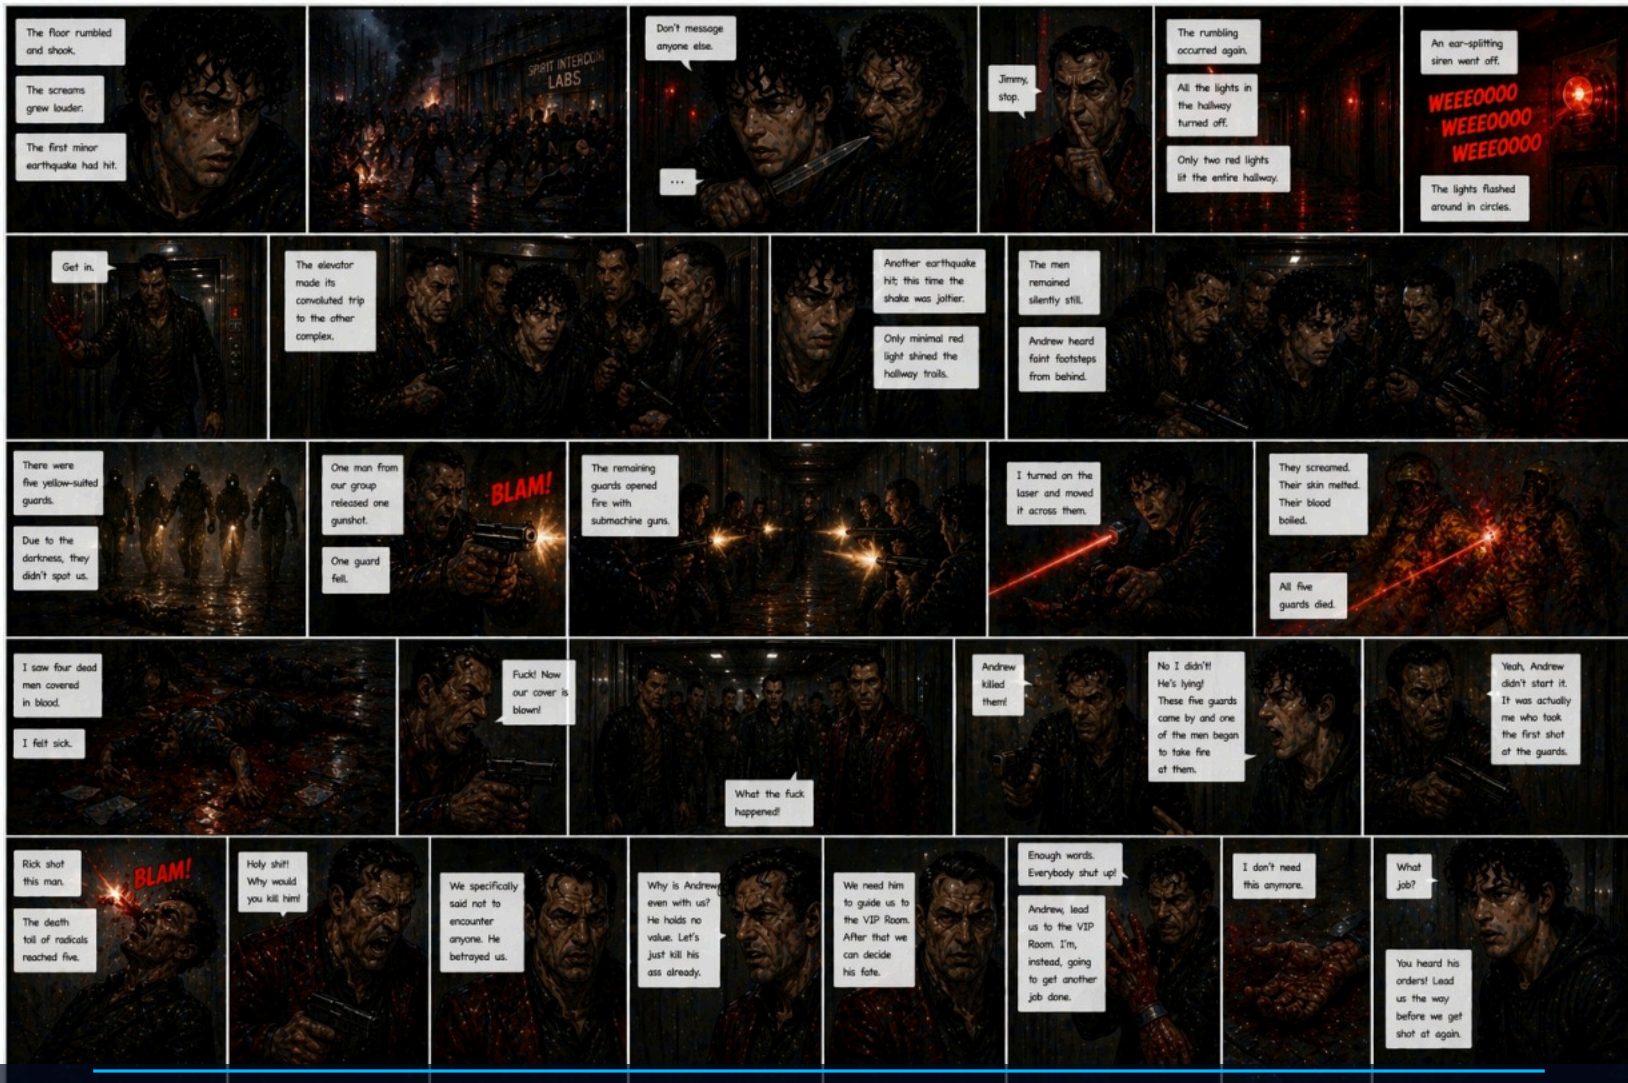 The floor rumbled
and shook.
The screams
grew louder.
The first minor
earthquake had hit.
SPIRIT INTERCOM
LABS
Don't message
anyone else.
...
Jimmy,
stop.
The rumbling
occurred again.
All the lights in
the hallway
turned off.
Only two red lights
lit the entire hallway.
An ear-splitting
siren went off.
WEEEOOOO
WEEEOOOO
WEEEOOOO
The lights flashed
around in circles.
Get in.
The elevator
made its
convoluted trip
to the other
complex.
Another earthquake
hit; this time the
shake was joltier.
Only minimal red
light shined the
hallway trails.
The men
remained
silently still.
Andrew heard
faint footsteps
from behind.
There were
five yellow-suited
guards.
Due to the
darkness, they
didn't spot us.
One man from
our group
released one
gunshot.
One guard
fell.
BLAM!
The remaining
guards opened
fire with
submachine guns.
I turned on the
laser and moved
it across them.
They screamed.
Their skin melted.
Their blood
boiled.
All five
guards died.
I saw four dead
men covered
in blood.
I felt sick.
Fuck! Now
our cover is
blown!
What the fuck
happened!
Andrew
killed
them!
No I didn't!
He's lying!
These five guards
came by and one
of the men began
to take fire
at them.
Yeah, Andrew
didn't start it.
It was actually
me who took
the first shot
at the guards.
Rick shot
this man.
BLAM!
The death
toll of radicals
reached five.
Holy shit!
Why would
you kill him!
We specifically
said not to
encounter
anyone. He
betrayed us.
Why is Andrew
even with us?
He holds no
value. Let's
just kill his
ass already.
We need him
to guide us to
the VIP Room.
After that we
can decide
his fate.
Enough words.
Everybody shut up!
Andrew, lead
us to the VIP
Room. I'm,
instead, going
to get another
job done.
I don't need
this anymore.
What
job?
You heard his
orders! Lead
us the way
before we get
shot at again.